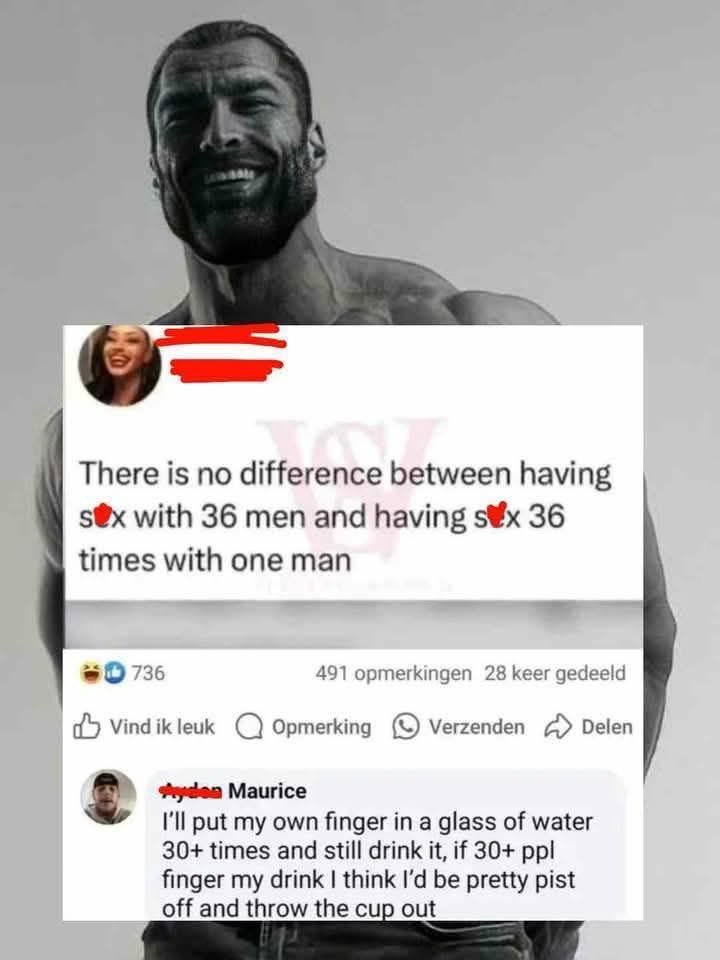 There is no difference between having
sex with 36 men and having sex 36
times with one man
736
491 opmerkingen 28 keer gedeeld
Vind ik leuk Opmerking Verzenden Delen
Ayden Maurice
I'll put my own finger in a glass of water
30+ times and still drink it, if 30+ ppl
finger my drink I think I'd be pretty pist
off and throw the cup out